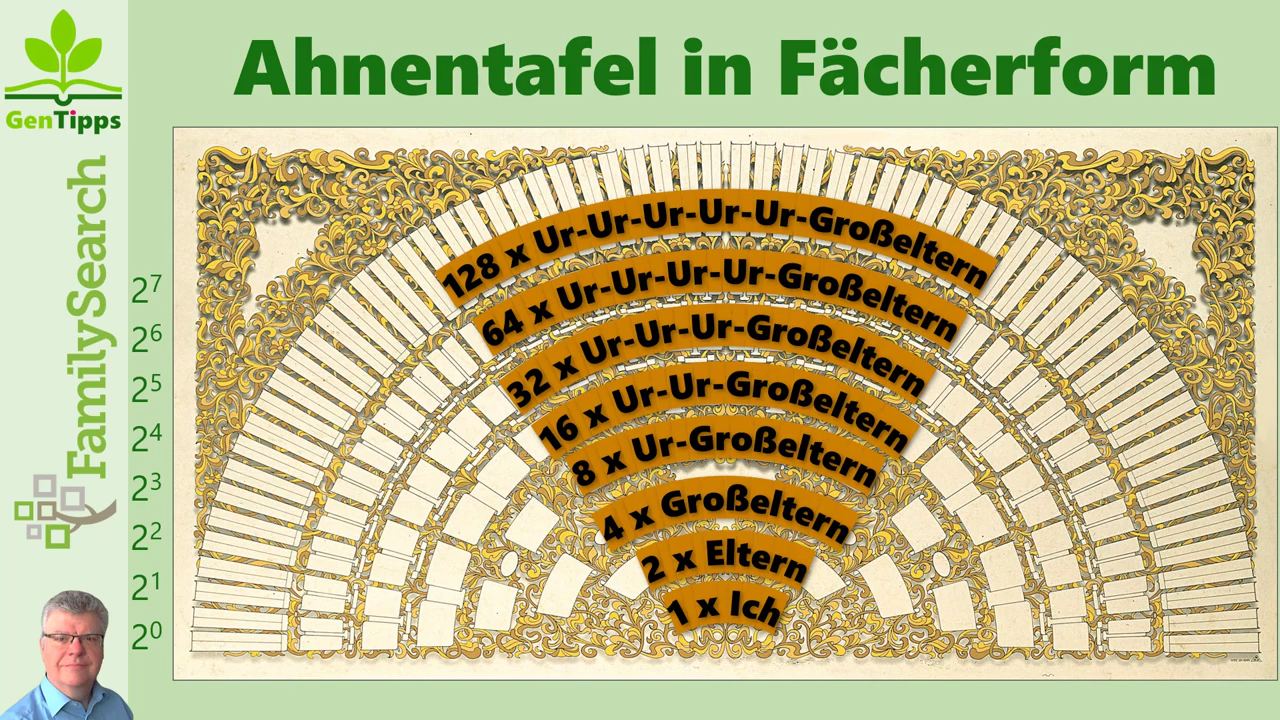 Ahnentafel in Fächerform
GenTipps
FamilySearch
2⁷
2⁶
2⁵
2⁴
2³
2²
2¹
2⁰
128 x Ur-Ur-Ur-Ur-Ur-Großeltern
64 x Ur-Ur-Ur-Ur-Großeltern
32 x Ur-Ur-Ur-Großeltern
16 x Ur-Ur-Großeltern
8 x Ur-Großeltern
4 x Großeltern
2 x Eltern
1 x Ich